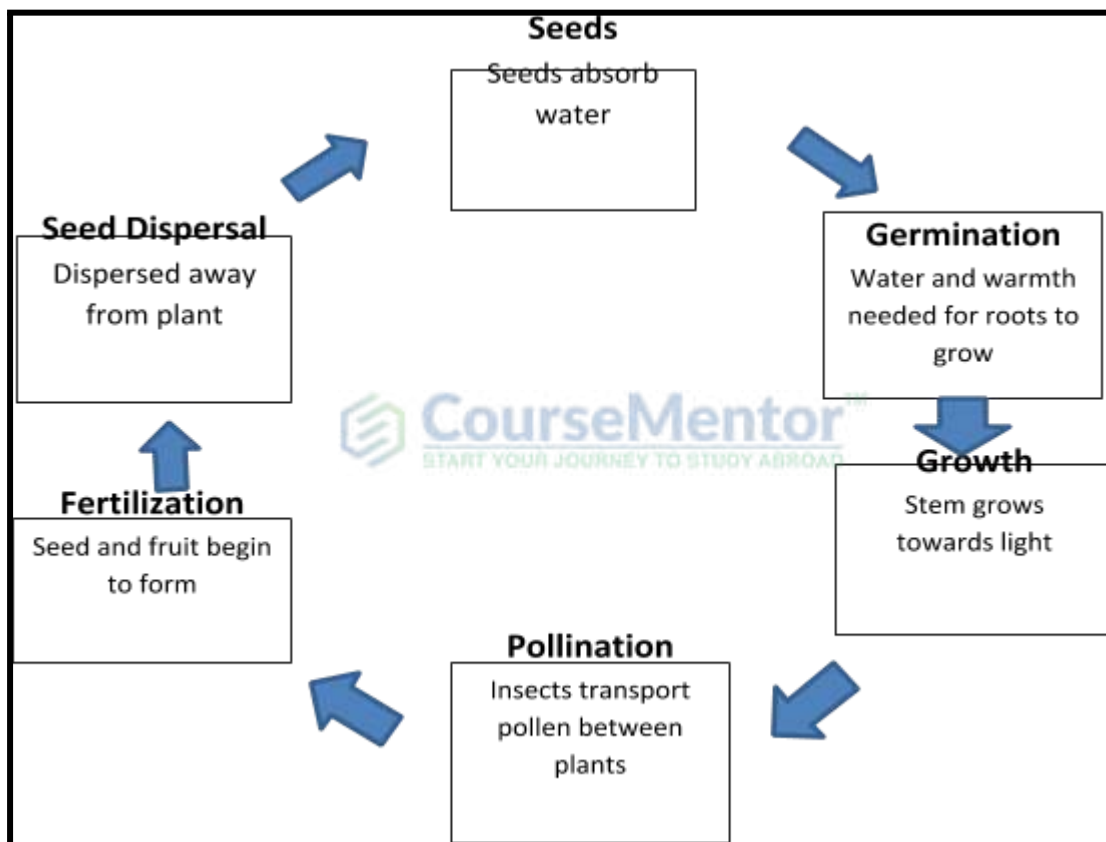 Seeds
Seeds absorb
water
Germination
Water and warmth
needed for roots to
grow
Growth
Stem grows
towards light
Pollination
Insects transport
pollen between
plants
Fertilization
Seed and fruit begin
to form
Seed Dispersal
Dispersed away
from plant
CourseMentor™
START YOUR JOURNEY TO STUDY ABROAD